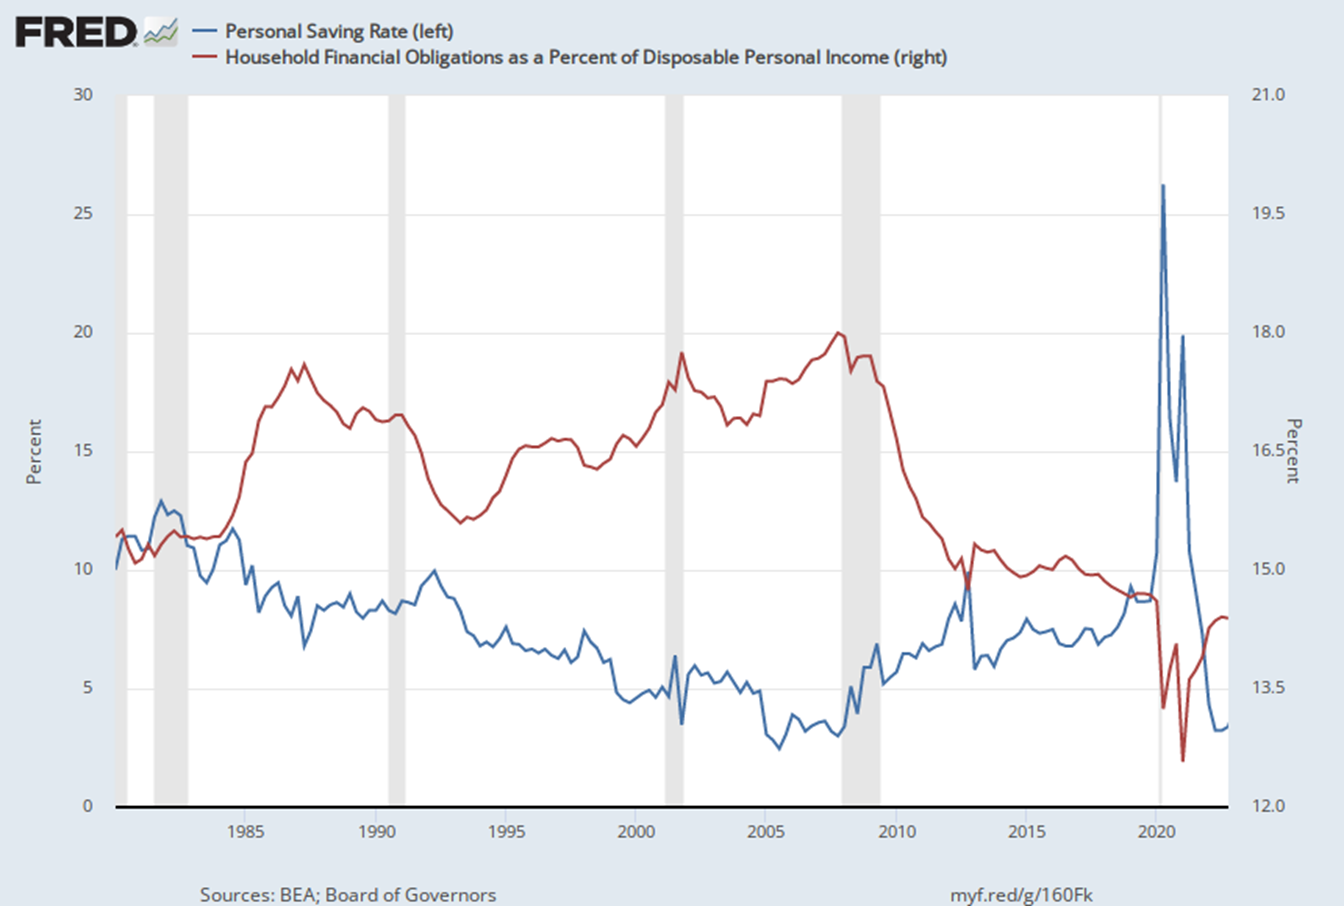 FRED
Personal Saving Rate (left)
Household Financial Obligations as a Percent of Disposable Personal Income (right)
30
25
20
15
10
5
0
Percent
21.0
19.5
18.0
16.5
15.0
13.5
12.0
Percent
1985 1990 1995 2000 2005 2010 2015 2020
Sources: BEA; Board of Governors
myf.red/g/160Fk